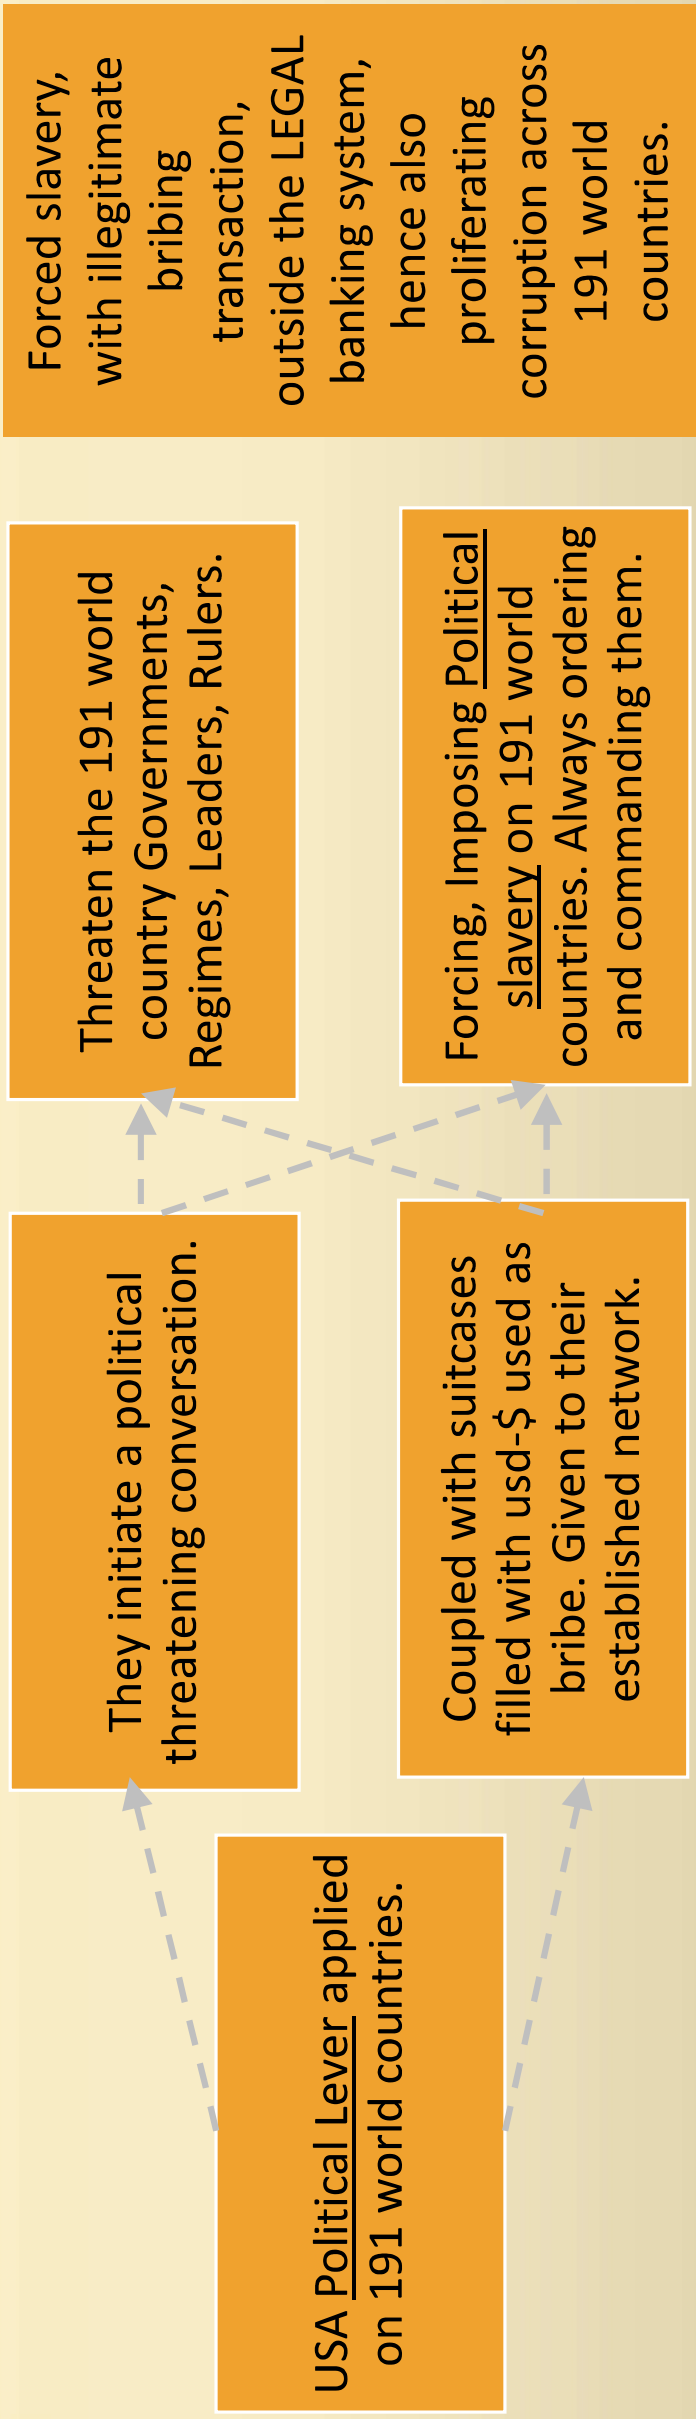 USA Political Lever applied
on 191 world countries.
They initiate a political
threatening conversation.
Coupled with suitcases
filled with usd-$ used as
bribe. Given to their
established network.
Threaten the 191 world
country Governments,
Regimes, Leaders, Rulers.
Forcing, Imposing Political
slavery on 191 world
countries. Always ordering
and commanding them.
Forced slavery,
with illegitimate
bribing
transaction,
outside the LEGAL
banking system,
hence also
proliferating
corruption across
191 world
countries.